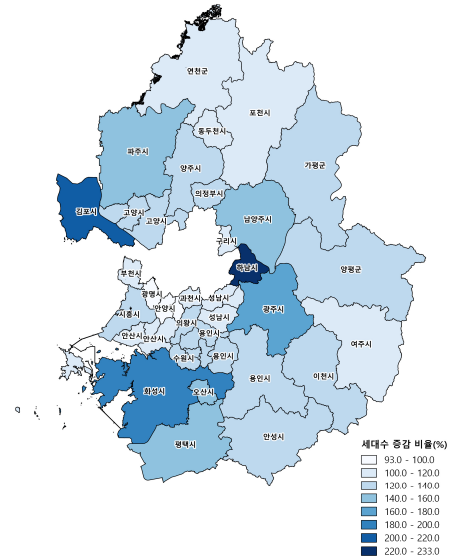 연천군
포천시
동두천시
파주시
양주시
가평군
의정부시
김포시
고양시
고양시
남양주시
구리시
하남시
양평군
부천시
광명시
과천시
성남시
안양시
광주시
시흥시
성남시
의왕시
안산시
안산시
용인시
여주시
수원시
용인시
이천시
용인시
화성시
오산시
평택시
안성시
세대수 증감 비율(%)
93.0 - 100.0
100.0 - 120.0
120.0 - 140.0
140.0 - 160.0
160.0 - 180.0
180.0 - 200.0
200.0 - 220.0
220.0 - 233.0